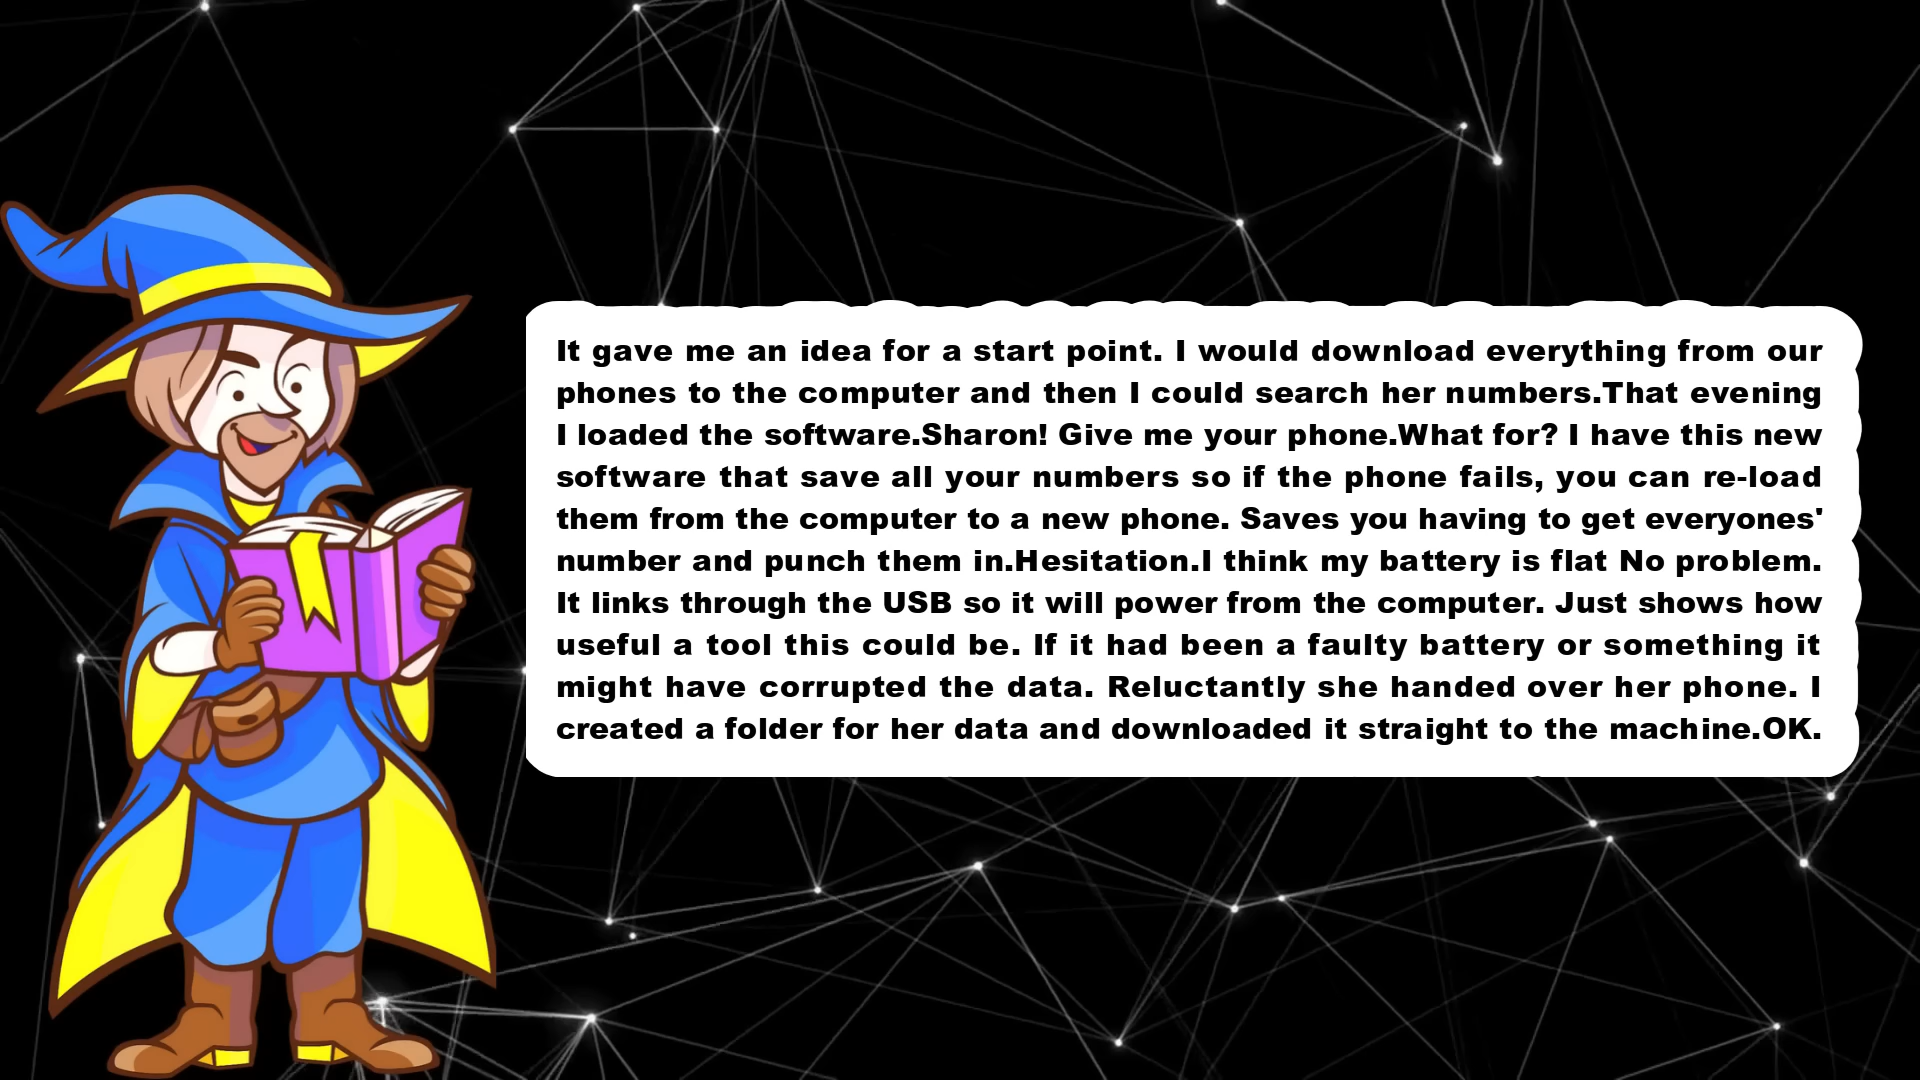 It gave me an idea for a start point. I would download everything from our
phones to the computer and then I could search her numbers.That evening
I loaded the software.Sharon! Give me your phone.What for? I have this new
software that save all your numbers so if the phone fails, you can re-load
them from the computer to a new phone. Saves you having to get everyones'
number and punch them in.Hesitation.I think my battery is flat No problem.
It links through the USB so it will power from the computer. Just shows how
useful a tool this could be. If it had been a faulty battery or something it
might have corrupted the data. Reluctantly she handed over her phone. I
created a folder for her data and downloaded it straight to the machine.OK.